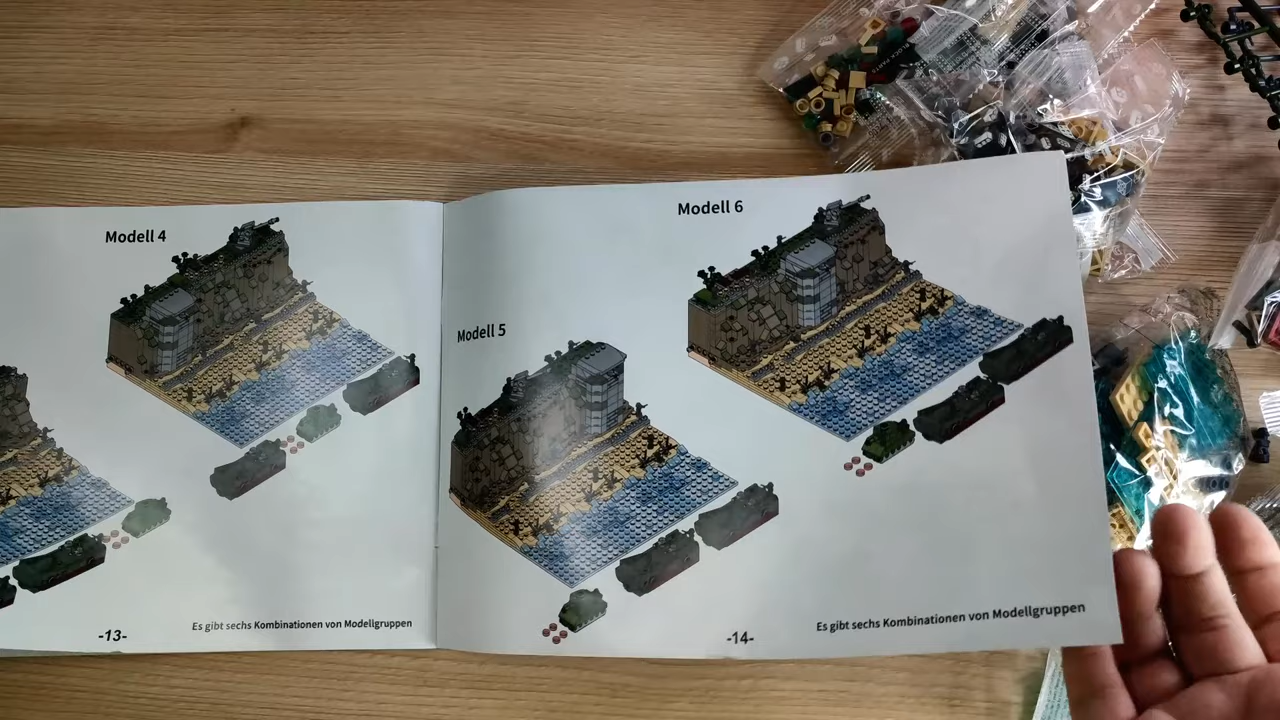 Modell 4
-13-
Es gibt sechs Kombinationen von Modellgruppen
Modell 6
Modell 5
-14-
Es gibt sechs Kombinationen von Modellgruppen